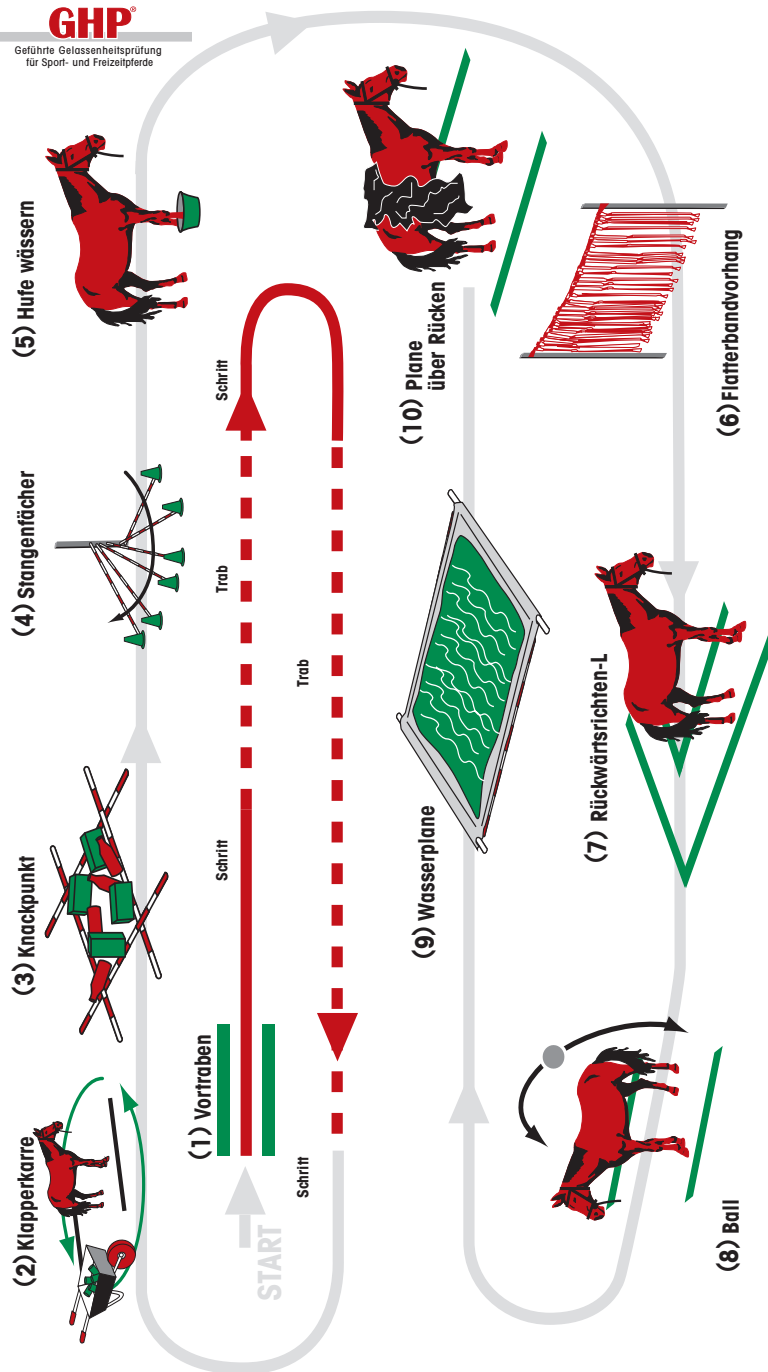 GHP®
Geführte Gelassenheitsprüfung
für Sport- und Freizeitpferde
START
(1) Vortraben
Schritt
Trab
Schritt
Trab
Schritt
(2) Klapperkarre
(3) Knackpunkt
(4) Stangenfächer
(5) Hufe wässern
(6) Flatterbandvorhang
(7) Rückwärtsrichten-L
(8) Ball
(9) Wasserplane
(10) Plane
über Rücken